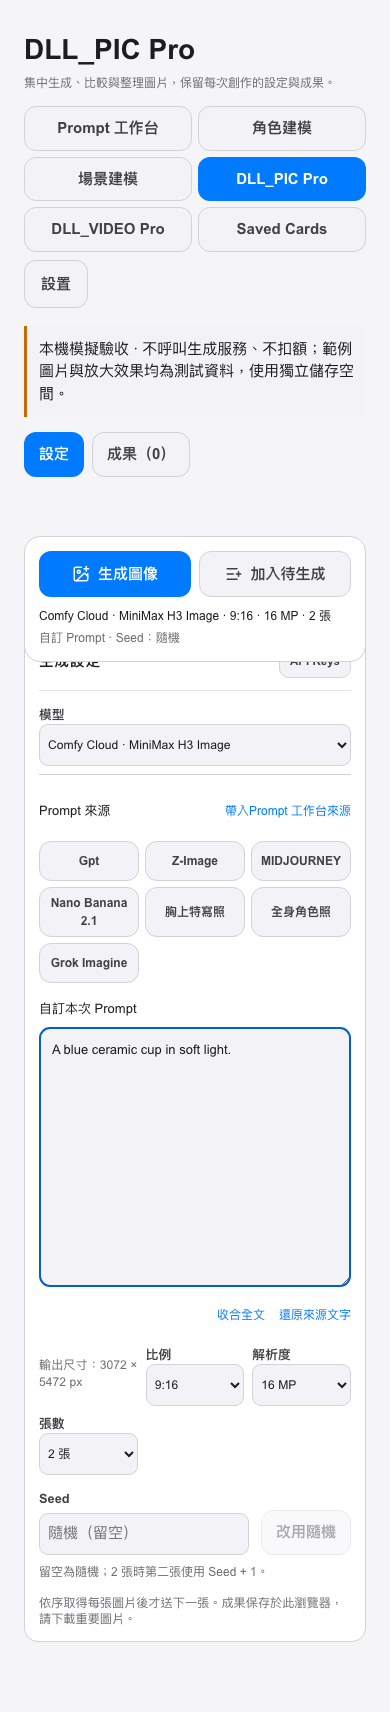 DLL_PIC Pro
集中生成、比較與整理圖片，保留每次創作的設定與成果。
Prompt 工作台
角色建模
場景建模
DLL_PIC Pro
DLL_VIDEO Pro
Saved Cards
設置
本機模擬驗收 · 不呼叫生成服務、不扣額；範例
圖片與放大效果均為測試資料，使用獨立儲存空
間。
設定
成果（0）
生成圖像
加入待生成
Comfy Cloud · MiniMax H3 Image · 9:16 · 16 MP · 2 張
自訂 Prompt · Seed：隨機
生成設定
API Keys
模型
Comfy Cloud · MiniMax H3 Image
Prompt 來源
帶入Prompt 工作台來源
Gpt
Z-Image
MIDJOURNEY
Nano Banana
2.1
胸上特寫照
全身角色照
Grok Imagine
自訂本次 Prompt
A blue ceramic cup in soft light.
收合全文
還原來源文字
輸出尺寸：3072 ×
5472 px
比例
9:16
解析度
16 MP
張數
2 張
Seed
隨機（留空）
改用隨機
留空為隨機；2 張時第二張使用 Seed + 1。
依序取得每張圖片後才送下一張。成果保存於此瀏覽器，
請下載重要圖片。